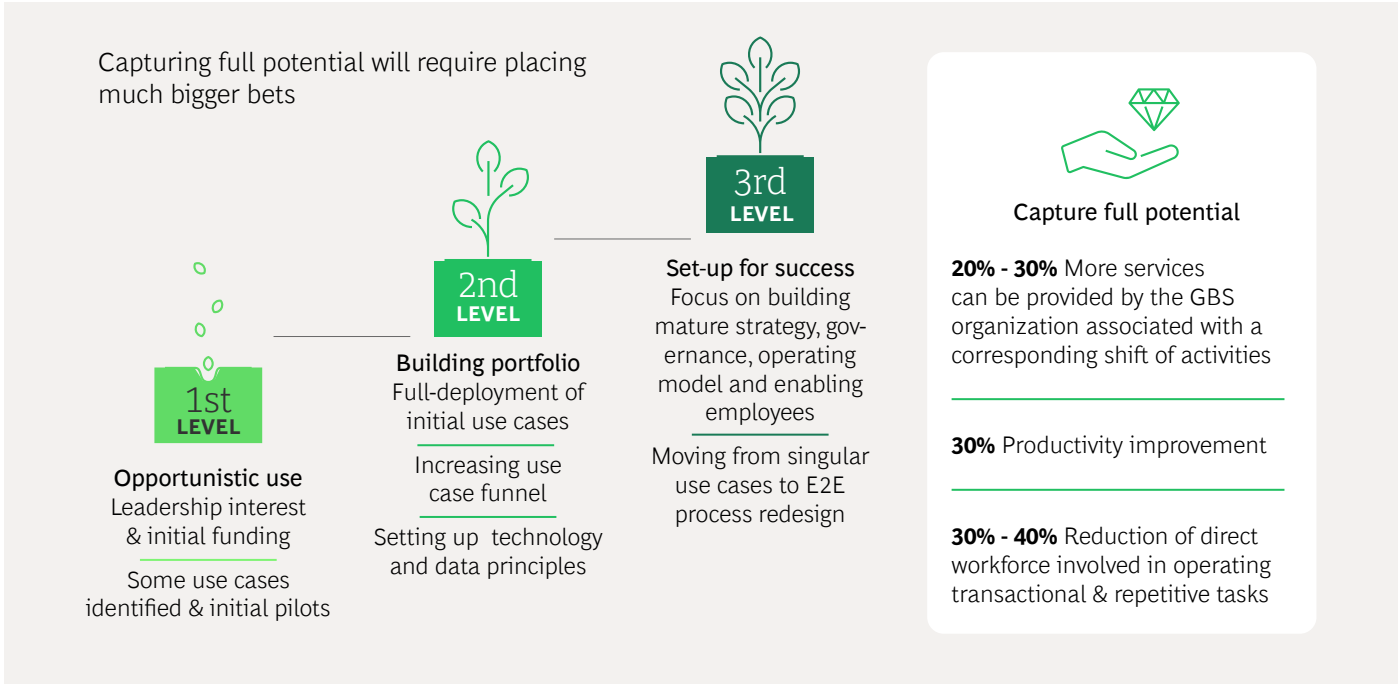 Capturing full potential will require placing
much bigger bets
1st
LEVEL
Opportunistic use
Leadership interest
& initial funding
Some use cases
identified & initial pilots
2nd
LEVEL
Building portfolio
Full-deployment of
initial use cases
Increasing use
case funnel
Setting up technology
and data principles
3rd
LEVEL
Set-up for success
Focus on building
mature strategy, gov-
ernance, operating
model and enabling
employees
Moving from singular
use cases to E2E
process redesign
Capture full potential
20% - 30% More services
can be provided by the GBS
organization associated with a
corresponding shift of activities
30% Productivity improvement
30% - 40% Reduction of direct
workforce involved in operating
transactional & repetitive tasks